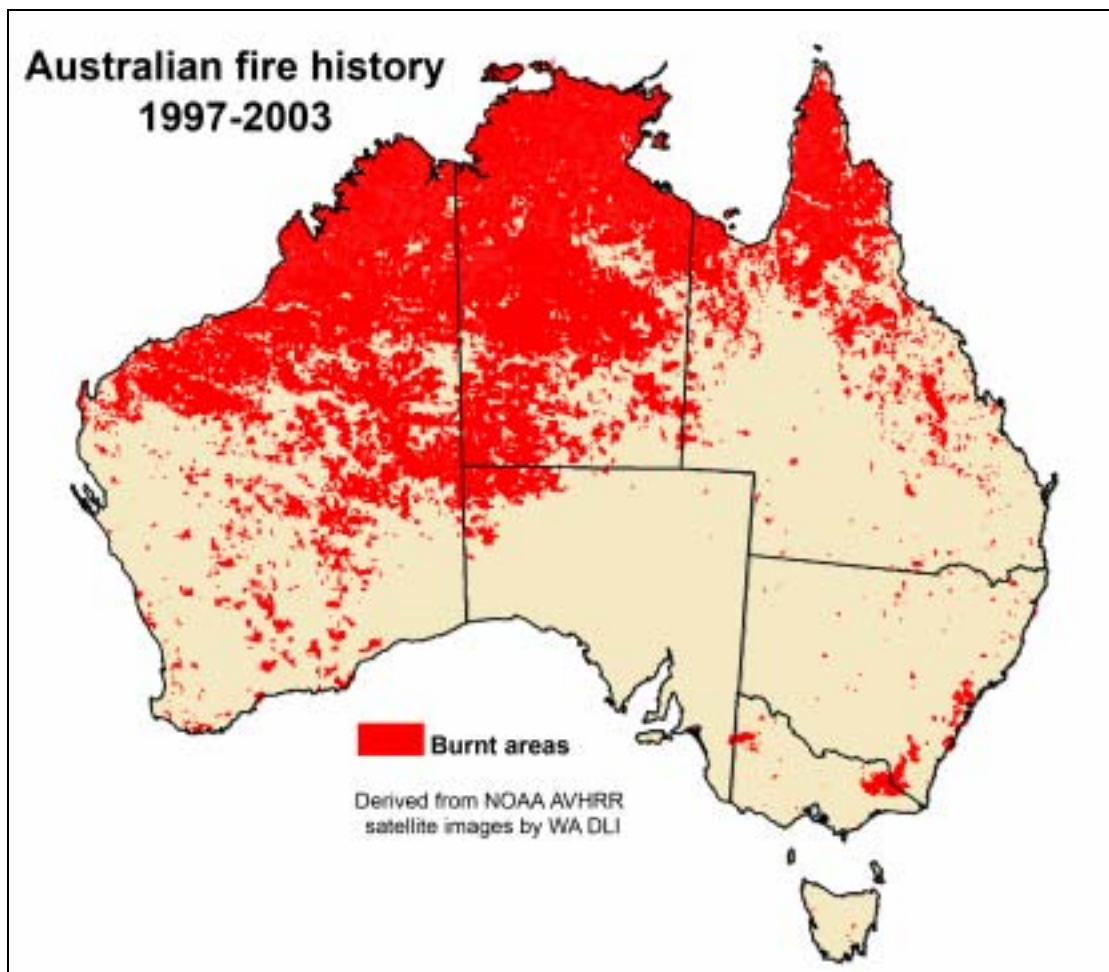 Australian fire history
1997-2003
Burnt areas
Derived from NOAA AVHRR
satellite images by WA DLI